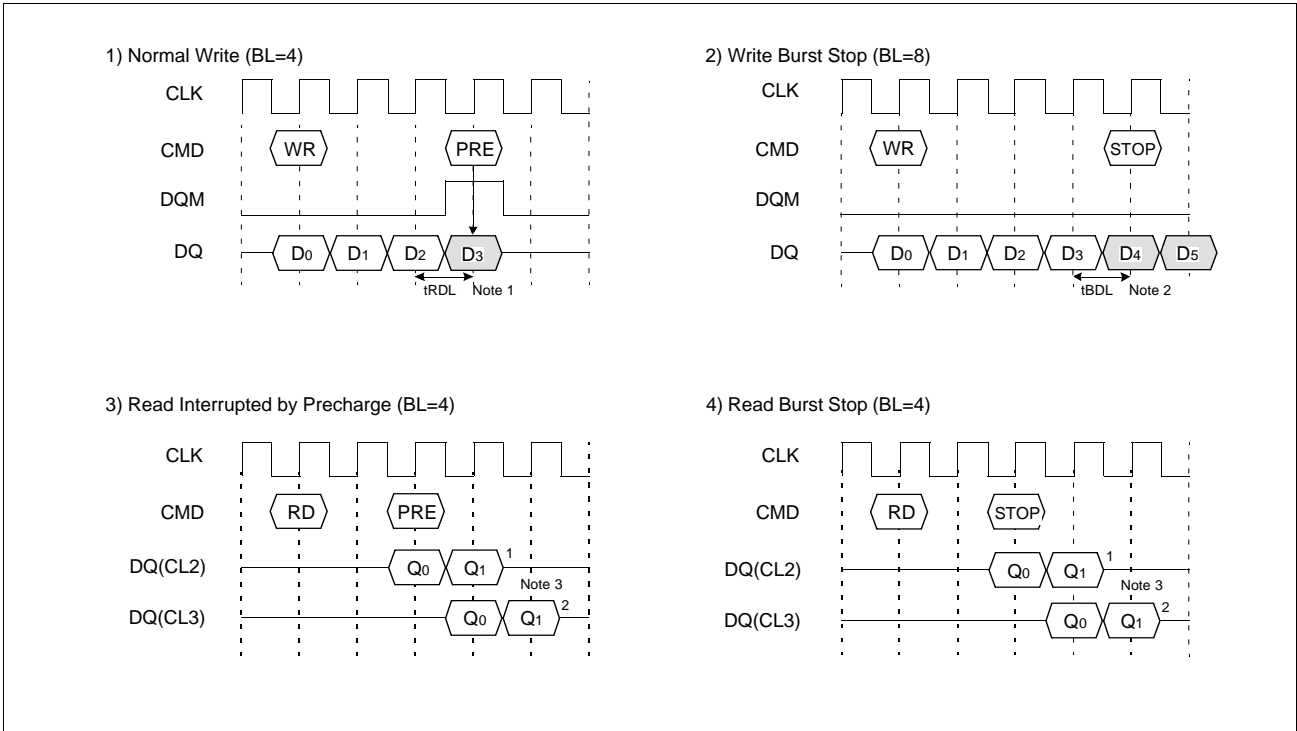 1) Normal Write (BL=4)
CLK
CMD
WR
PRE
DQM
DQ
D0
D1
D2
D3
tRDL
Note 1
2) Write Burst Stop (BL=8)
CLK
CMD
WR
STOP
DQM
DQ
D0
D1
D2
D3
D4
D5
tBDL
Note 2
3) Read Interrupted by Precharge (BL=4)
CLK
CMD
RD
PRE
DQ(CL2)
Q0
Q1
1
Note 3
DQ(CL3)
Q0
Q1
2
4) Read Burst Stop (BL=4)
CLK
CMD
RD
STOP
DQ(CL2)
Q0
Q1
1
Note 3
DQ(CL3)
Q0
Q1
2